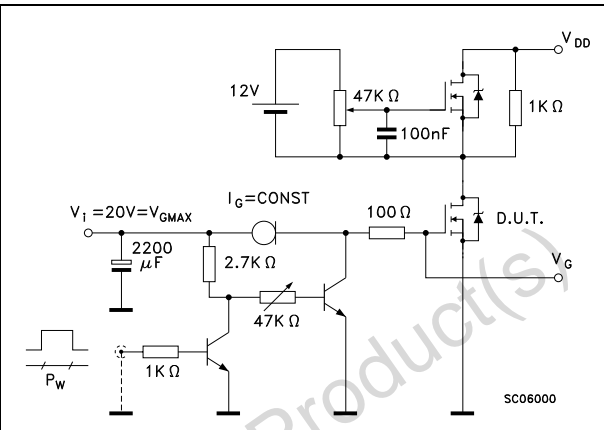 V DD
12V
47K Ω
1K Ω
100nF
V i =20V=V GMAX
I G=CONST
100 Ω
D.U.T.
2200
μF
2.7K Ω
47K Ω
V G
1K Ω
P W
SC06000
Product(s)